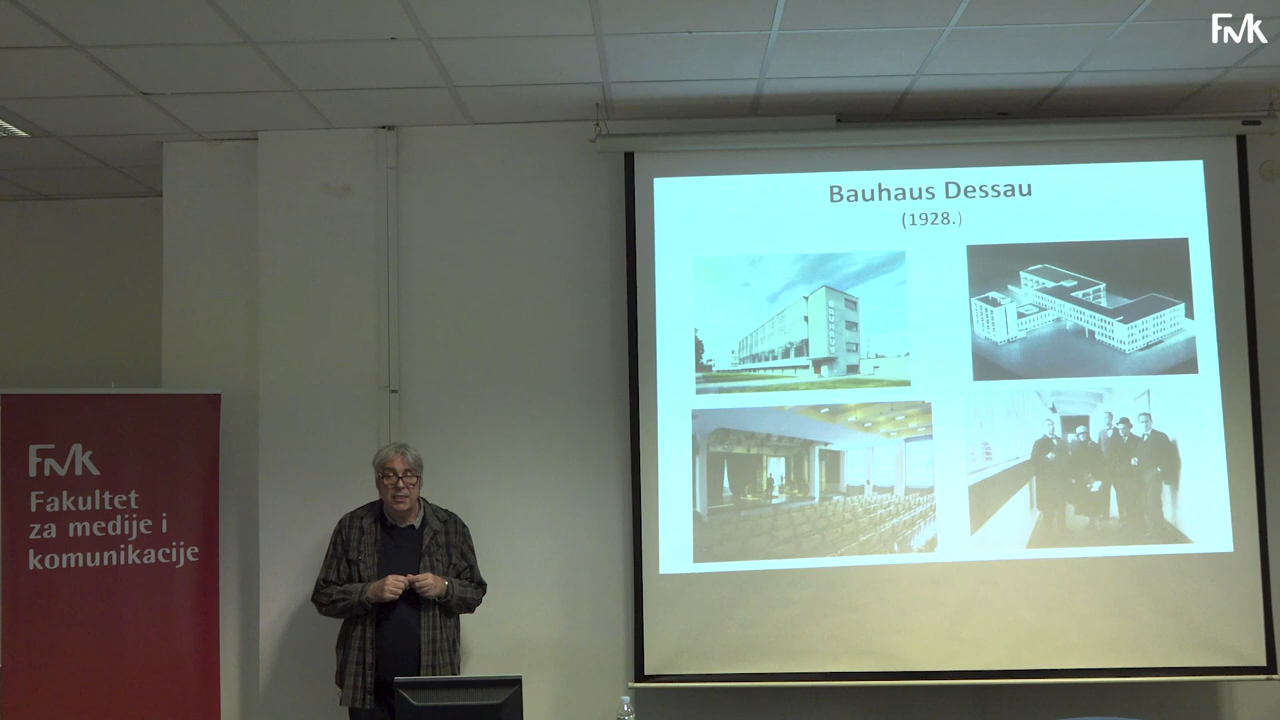 FMK
FMK
Fakultet
za medije i
komunikacije
Bauhaus Dessau
(1928.)
BAUHAUS